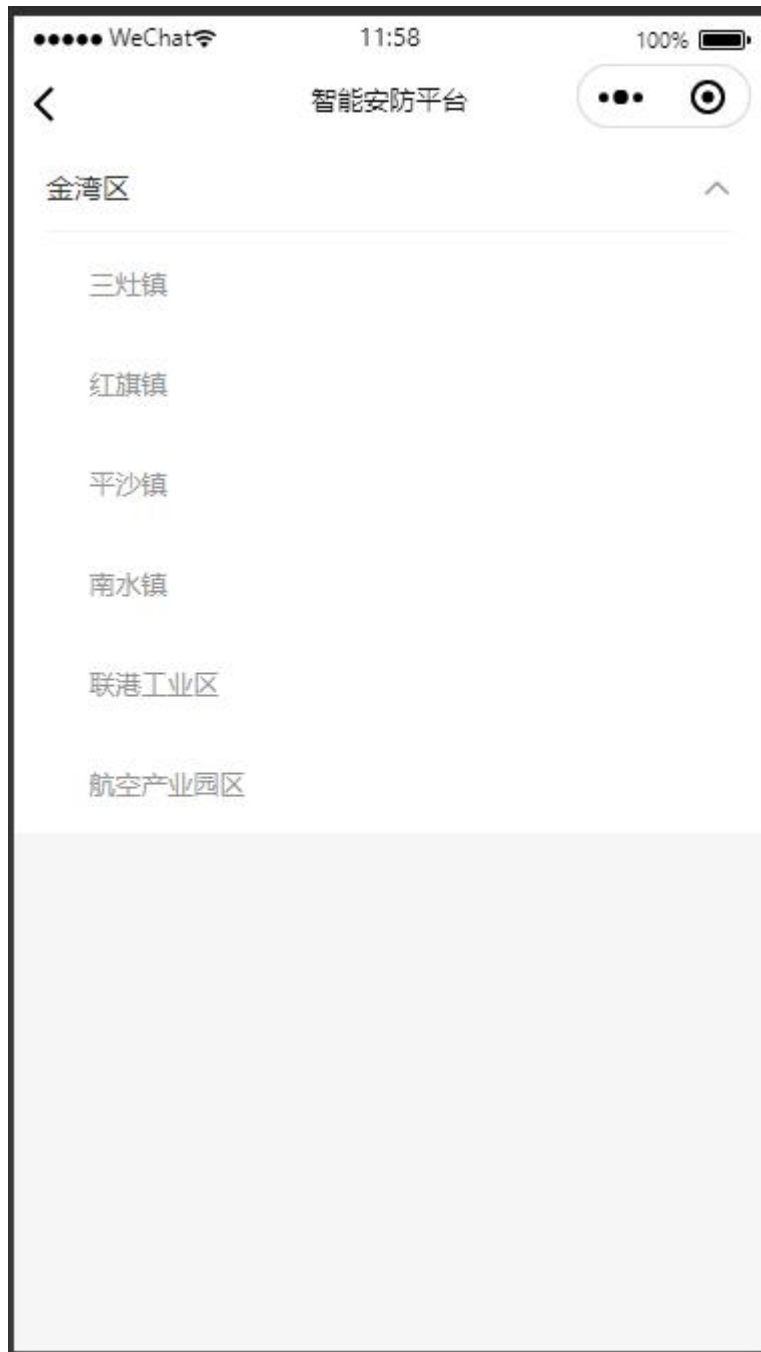 WeChat
11:58
100%
智能安防平台
金湾区
三灶镇
红旗镇
平沙镇
南水镇
联港工业区
航空产业园区